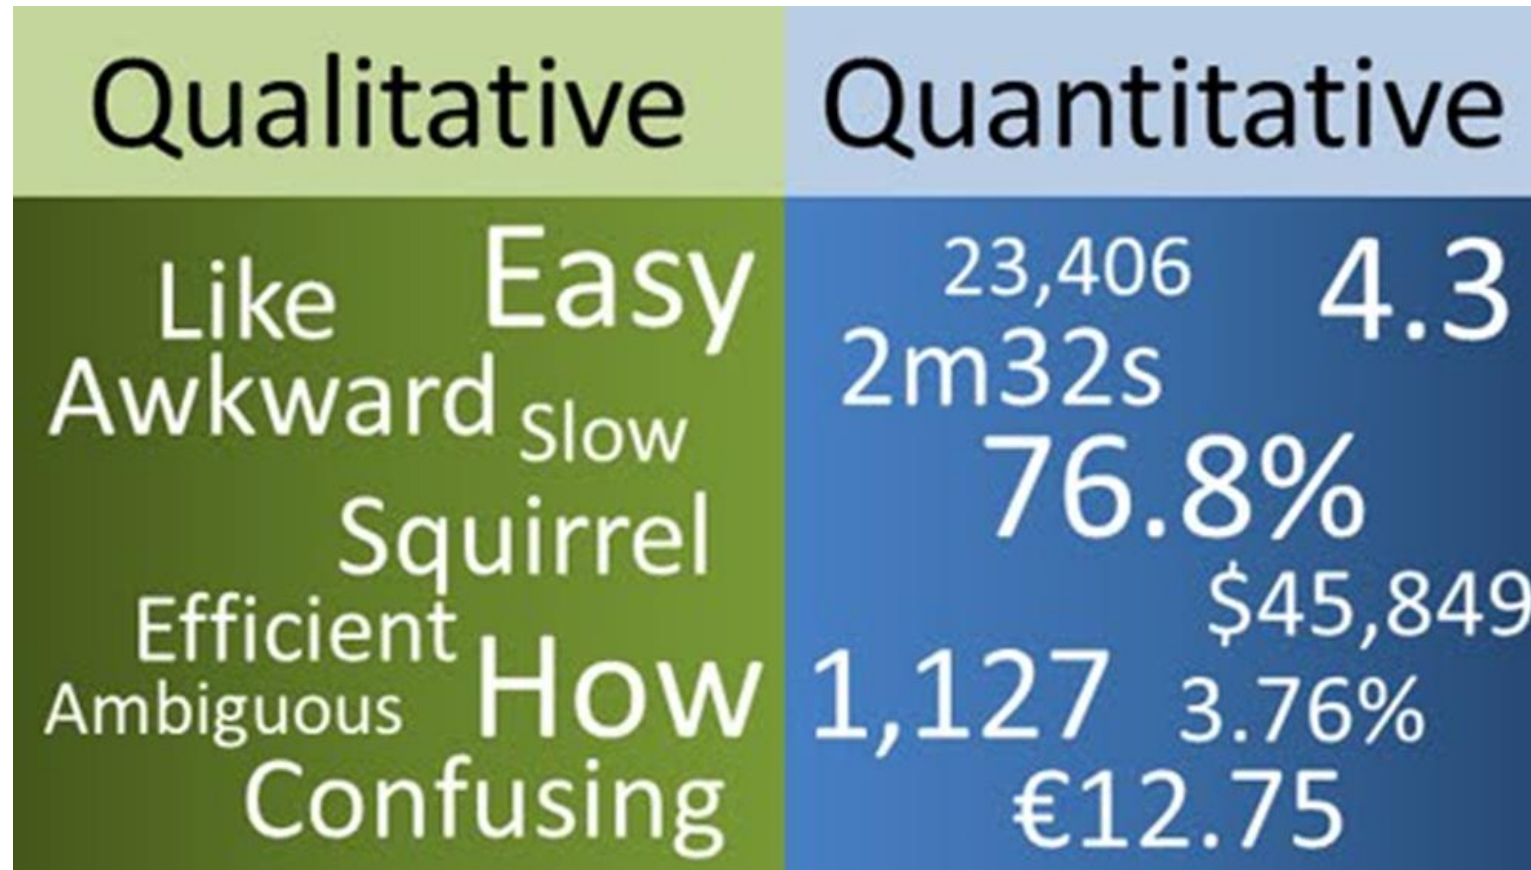 Qualitative
Like
Easy
Awkward
Slow
Squirrel
Efficient
How
Ambiguous
Confusing
Quantitative
23,406
4.3
2m32s
76.8%
$45,849
1,127
3.76%
€12.75